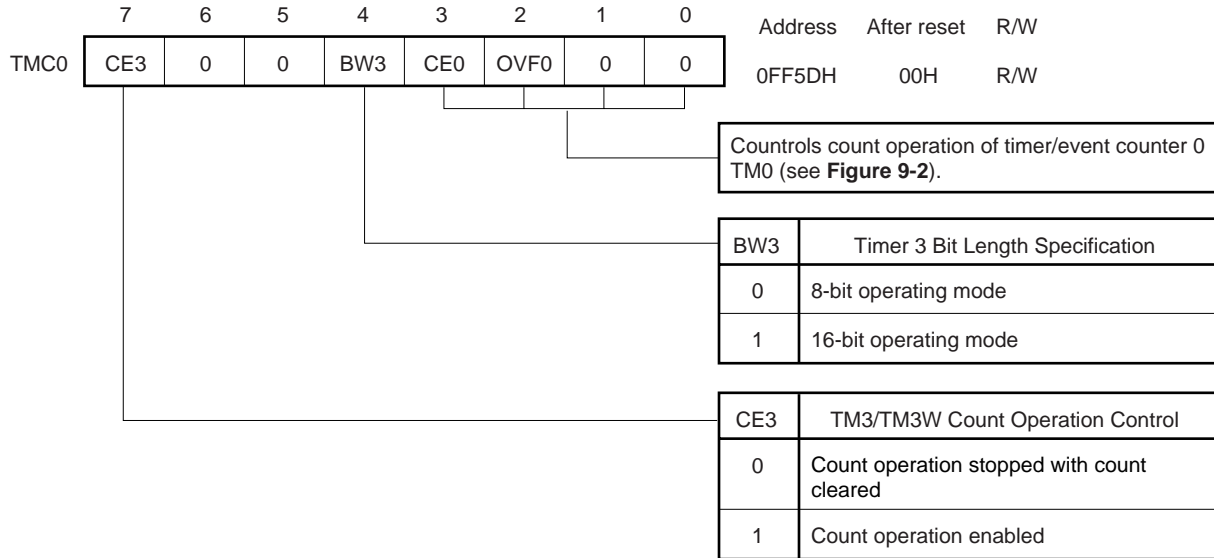 7 6 5 4 3 2 1 0 Address After reset R/W
TMC0 CE3 0 0 BW3 CE0 OVF0 0 0 0FF5DH 00H R/W
Countrols count operation of timer/event counter 0
TM0 (see Figure 9-2).
BW3 Timer 3 Bit Length Specification
0 8-bit operating mode
1 16-bit operating mode
CE3 TM3/TM3W Count Operation Control
0 Count operation stopped with count
cleared
1 Count operation enabled